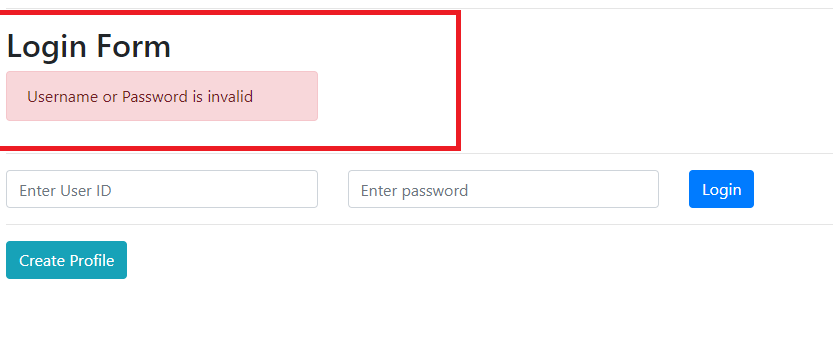 Login Form
Username or Password is invalid
Enter User ID
Enter password
Login
Create Profile